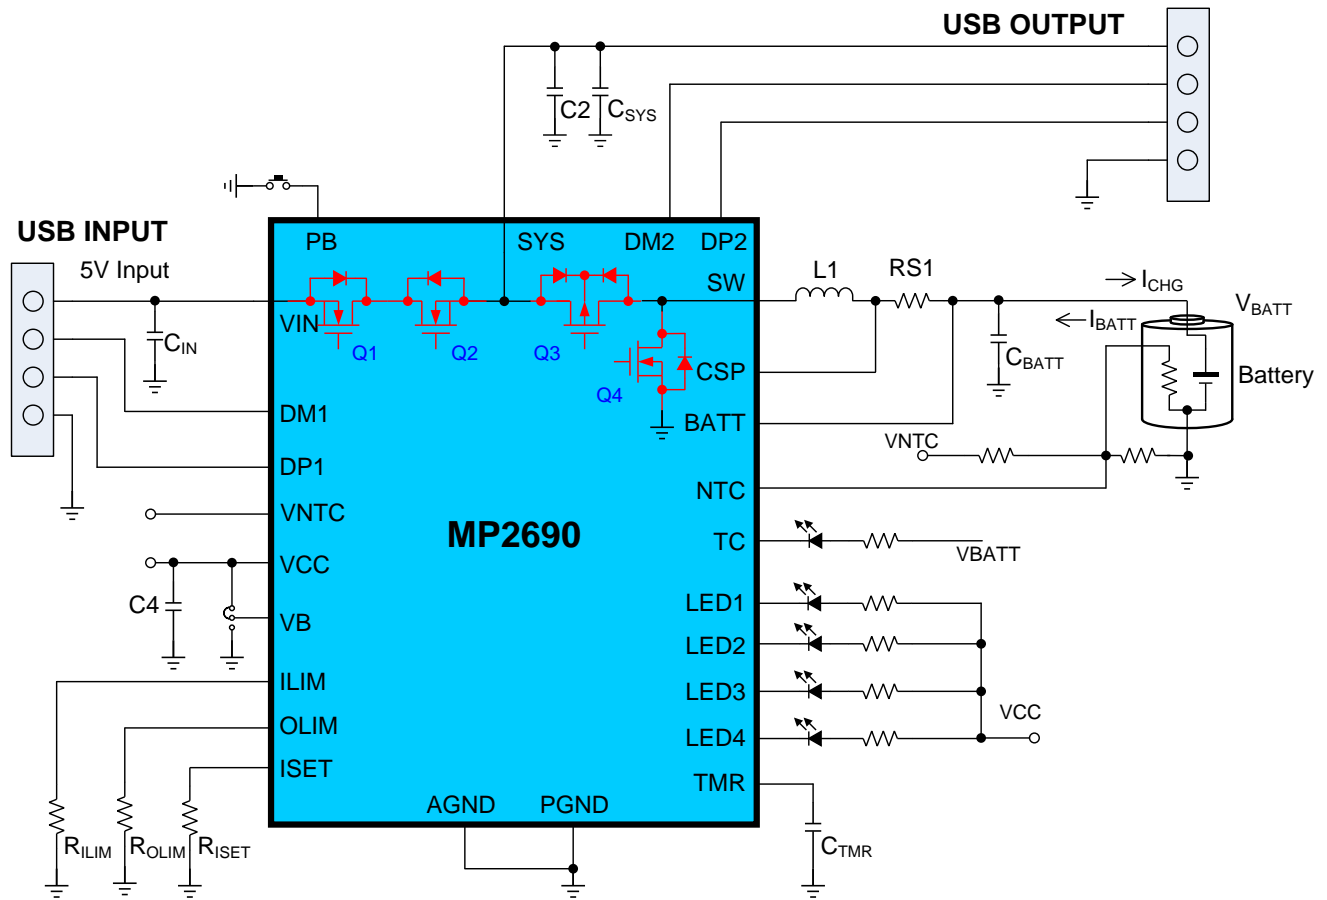 USB OUTPUT
C2
CSYS
USB INPUT
5V Input
PB
SYS
DM2
DP2
SW
L1
RS1
ICHG
VBATT
IBATT
VIN
CIN
Q1
Q2
Q3
Q4
CSP
CBATT
Battery
DM1
BATT
VNTC
DP1
NTC
VNTC
MP2690
TC
VBATT
VCC
C4
VB
LED1
LED2
LED3
LED4
VCC
ILIM
OLIM
ISET
TMR
AGND
PGND
RILIM
ROLIM
RISET
CTMR